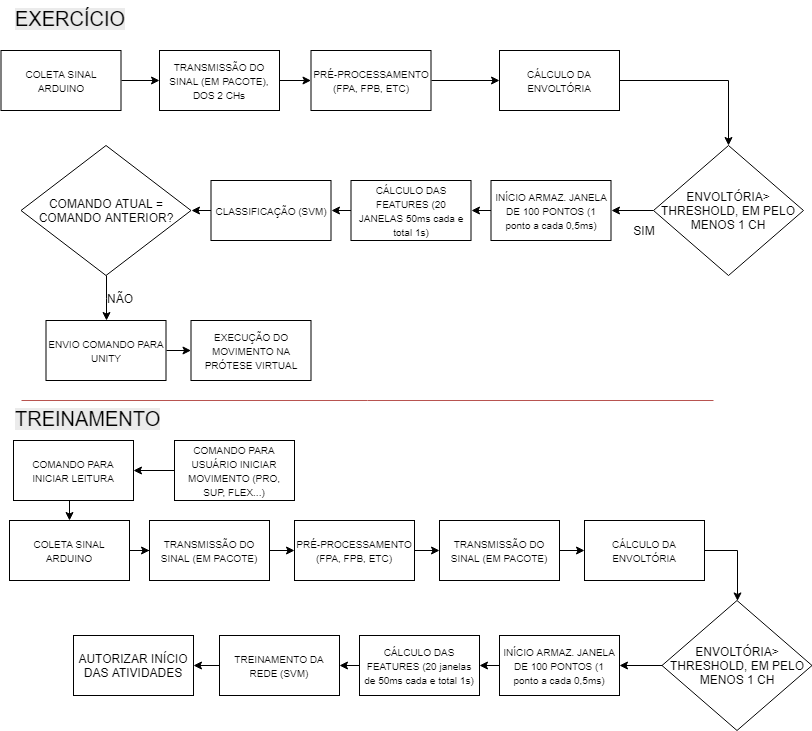 EXERCÍCIO
COLETA SINAL
ARDUINO
TRANSMISSÃO DO
SINAL (EM PACOTE),
DOS 2 CHs
PRÉ-PROCESSAMENTO
(FPA, FPB, ETC)
CÁLCULO DA
ENVOLTÓRIA
ENVOLTÓRIA>
THRESHOLD, EM PELO
MENOS 1 CH
SIM
INÍCIO ARMAZ. JANELA
DE 100 PONTOS (1
ponto a cada 0,5ms)
CÁLCULO DAS
FEATURES (20
JANELAS 50ms cada e
total 1s)
CLASSIFICAÇÃO (SVM)
COMANDO ATUAL =
COMANDO ANTERIOR?
NÃO
ENVIO COMANDO PARA
UNITY
EXECUÇÃO DO
MOVIMENTO NA
PRÓTESE VIRTUAL
TREINAMENTO
COMANDO PARA
INICIAR LEITURA
COMANDO PARA
USUÁRIO INICIAR
MOVIMENTO (PRO,
SUP, FLEX...)
COLETA SINAL
ARDUINO
TRANSMISSÃO DO
SINAL (EM PACOTE)
PRÉ-PROCESSAMENTO
(FPA, FPB, ETC)
TRANSMISSÃO DO
SINAL (EM PACOTE)
CÁLCULO DA
ENVOLTÓRIA
ENVOLTÓRIA>
THRESHOLD, EM PELO
MENOS 1 CH
INÍCIO ARMAZ. JANELA
DE 100 PONTOS (1
ponto a cada 0,5ms)
CÁLCULO DAS
FEATURES (20 janelas
de 50ms cada e total 1s)
TREINAMENTO DA
REDE (SVM)
AUTORIZAR INÍCIO
DAS ATIVIDADES